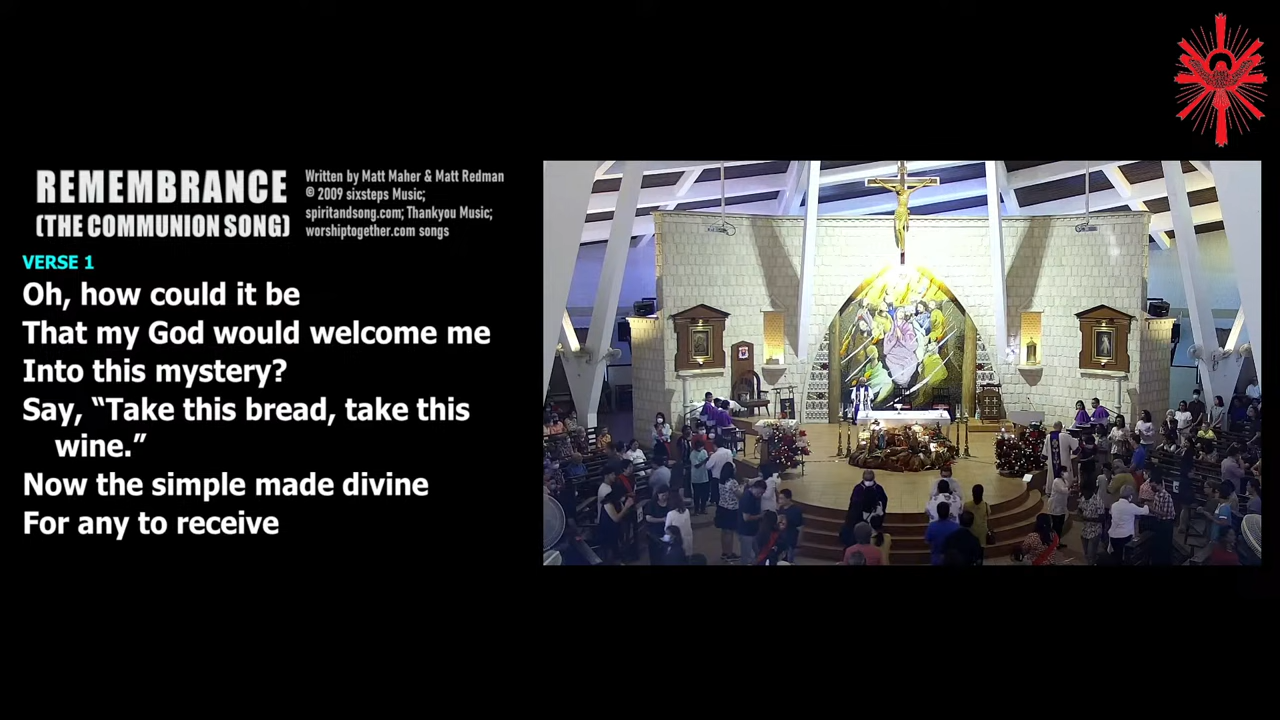 REMEMBRANCE
(THE COMMUNION SONG)
Written by Matt Maher & Matt Redman
© 2009 sixsteps Music;
spiritandsong.com; Thankyou Music;
worshiptogether.com songs
VERSE 1
Oh, how could it be
That my God would welcome me
Into this mystery?
Say, “Take this bread, take this
wine.”
Now the simple made divine
For any to receive